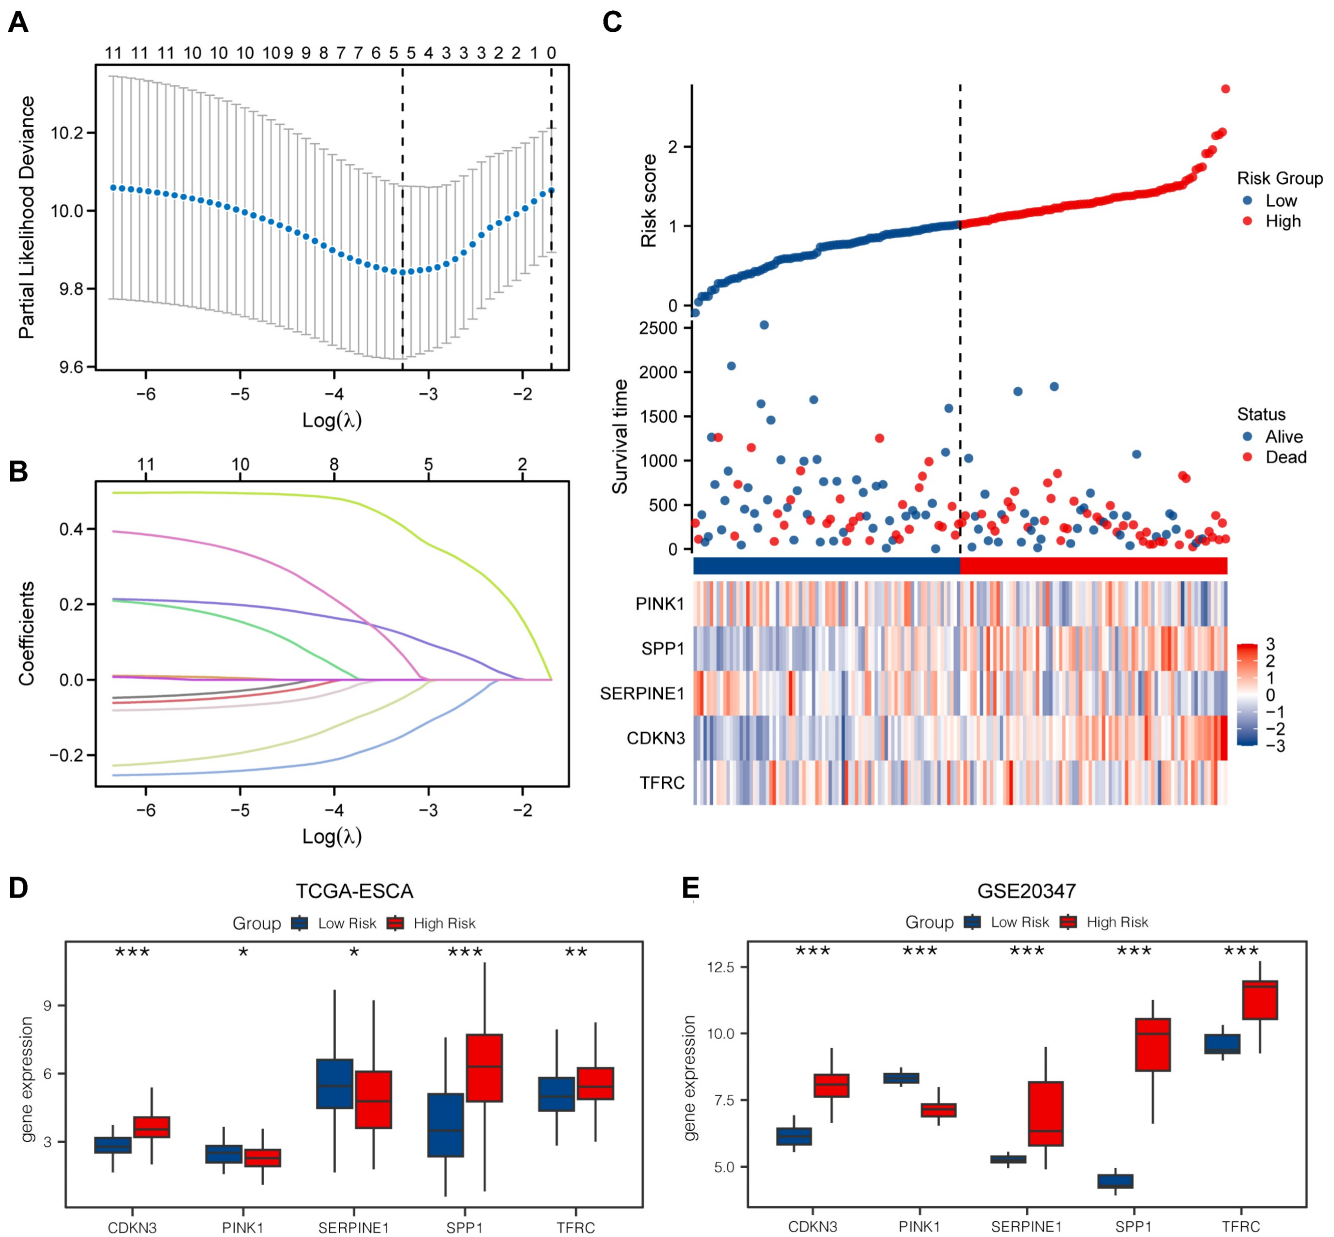 A
11 11 11 10 10 10 10 9 9 8 7 7 6 5 5 4 3 3 3 2 2 1 0
Partial Likelihood Deviance
10.2
10.0
9.8
9.6
−6 −5 −4 −3 −2
Log(λ)
B
11 10 8 5 2
Coefficients
0.4
0.2
0.0
−0.2
−6 −5 −4 −3 −2
Log(λ)
C
Risk score
2
1
0
Risk Group
Low
High
Survival time
2500
2000
1500
1000
500
0
Status
Alive
Dead
PINK1
SPP1
SERPINE1
CDKN3
TFRC
3
2
1
0
−1
−2
−3
D
TCGA-ESCA
Group Low Risk High Risk
*** * * *** **
gene expression
9
6
3
CDKN3 PINK1 SERPINE1 SPP1 TFRC
E
GSE20347
Group Low Risk High Risk
*** *** *** *** ***
gene expression
12.5
10.0
7.5
5.0
CDKN3 PINK1 SERPINE1 SPP1 TFRC